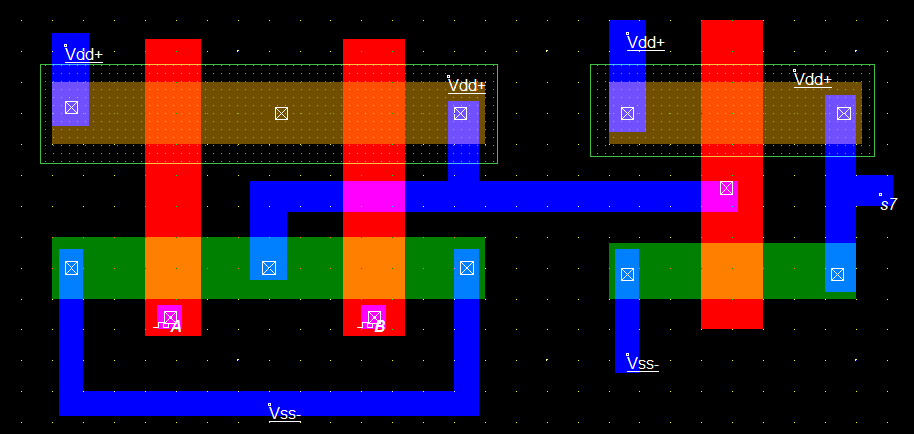 Vdd+
Vdd+
Vdd+
Vdd+
s7
A
B
Vss-
Vss-